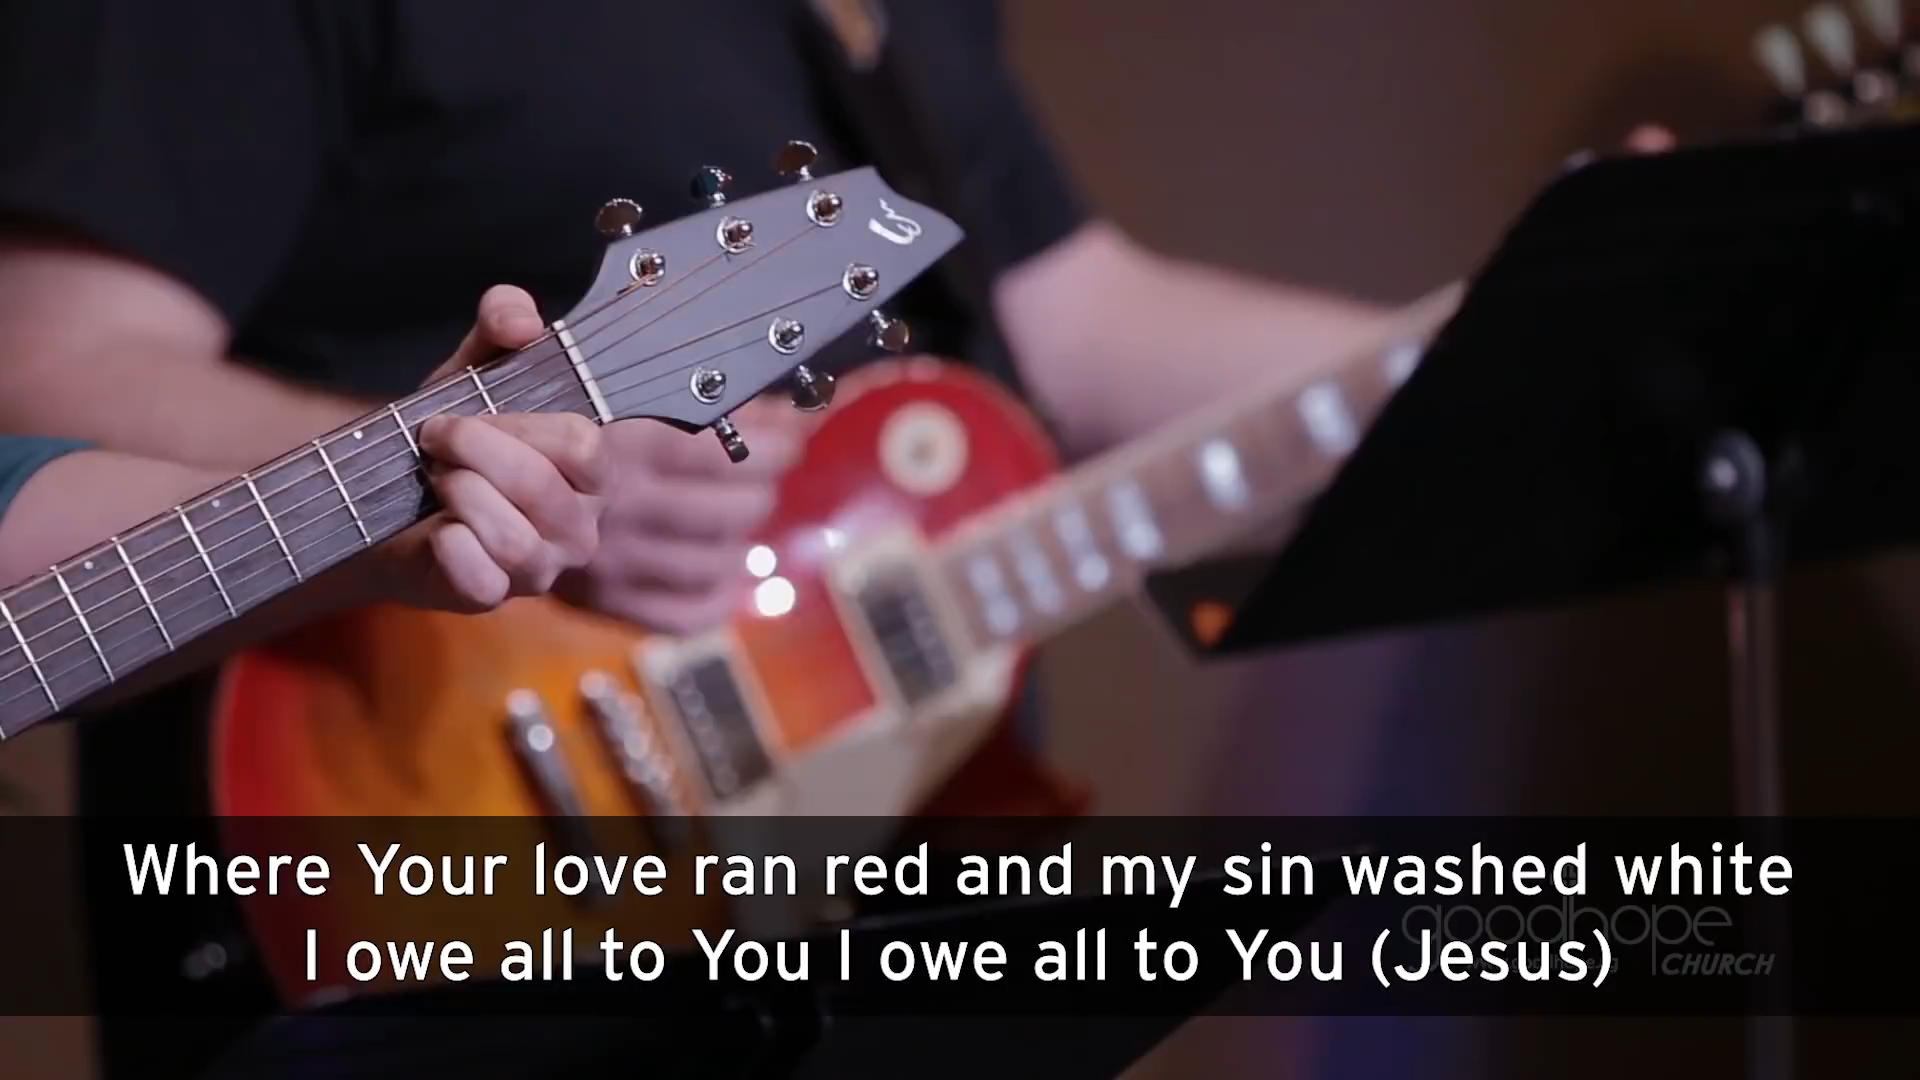 Where Your love ran red and my sin washed white
I owe all to You I owe all to You (Jesus)
goodhope
CHURCH